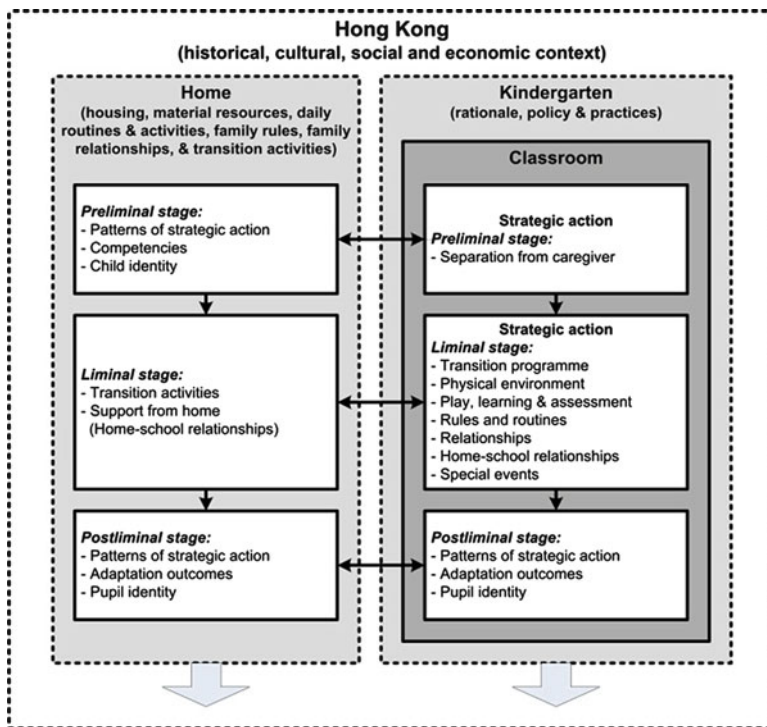 Hong Kong
(historical, cultural, social and economic context)
Home
(housing, material resources, daily
routines & activities, family rules, family
relationships, & transition activities)
Preliminal stage:
- Patterns of strategic action
- Competencies
- Child identity
Liminal stage:
- Transition activities
- Support from home
(Home-school relationships)
Postliminal stage:
- Patterns of strategic action
- Adaptation outcomes
- Pupil identity
Kindergarten
(rationale, policy & practices)
Classroom
Strategic action
Preliminal stage:
- Separation from caregiver
Strategic action
Liminal stage:
- Transition programme
- Physical environment
- Play, learning & assessment
- Rules and routines
- Relationships
- Home-school relationships
- Special events
Postliminal stage:
- Patterns of strategic action
- Adaptation outcomes
- Pupil identity